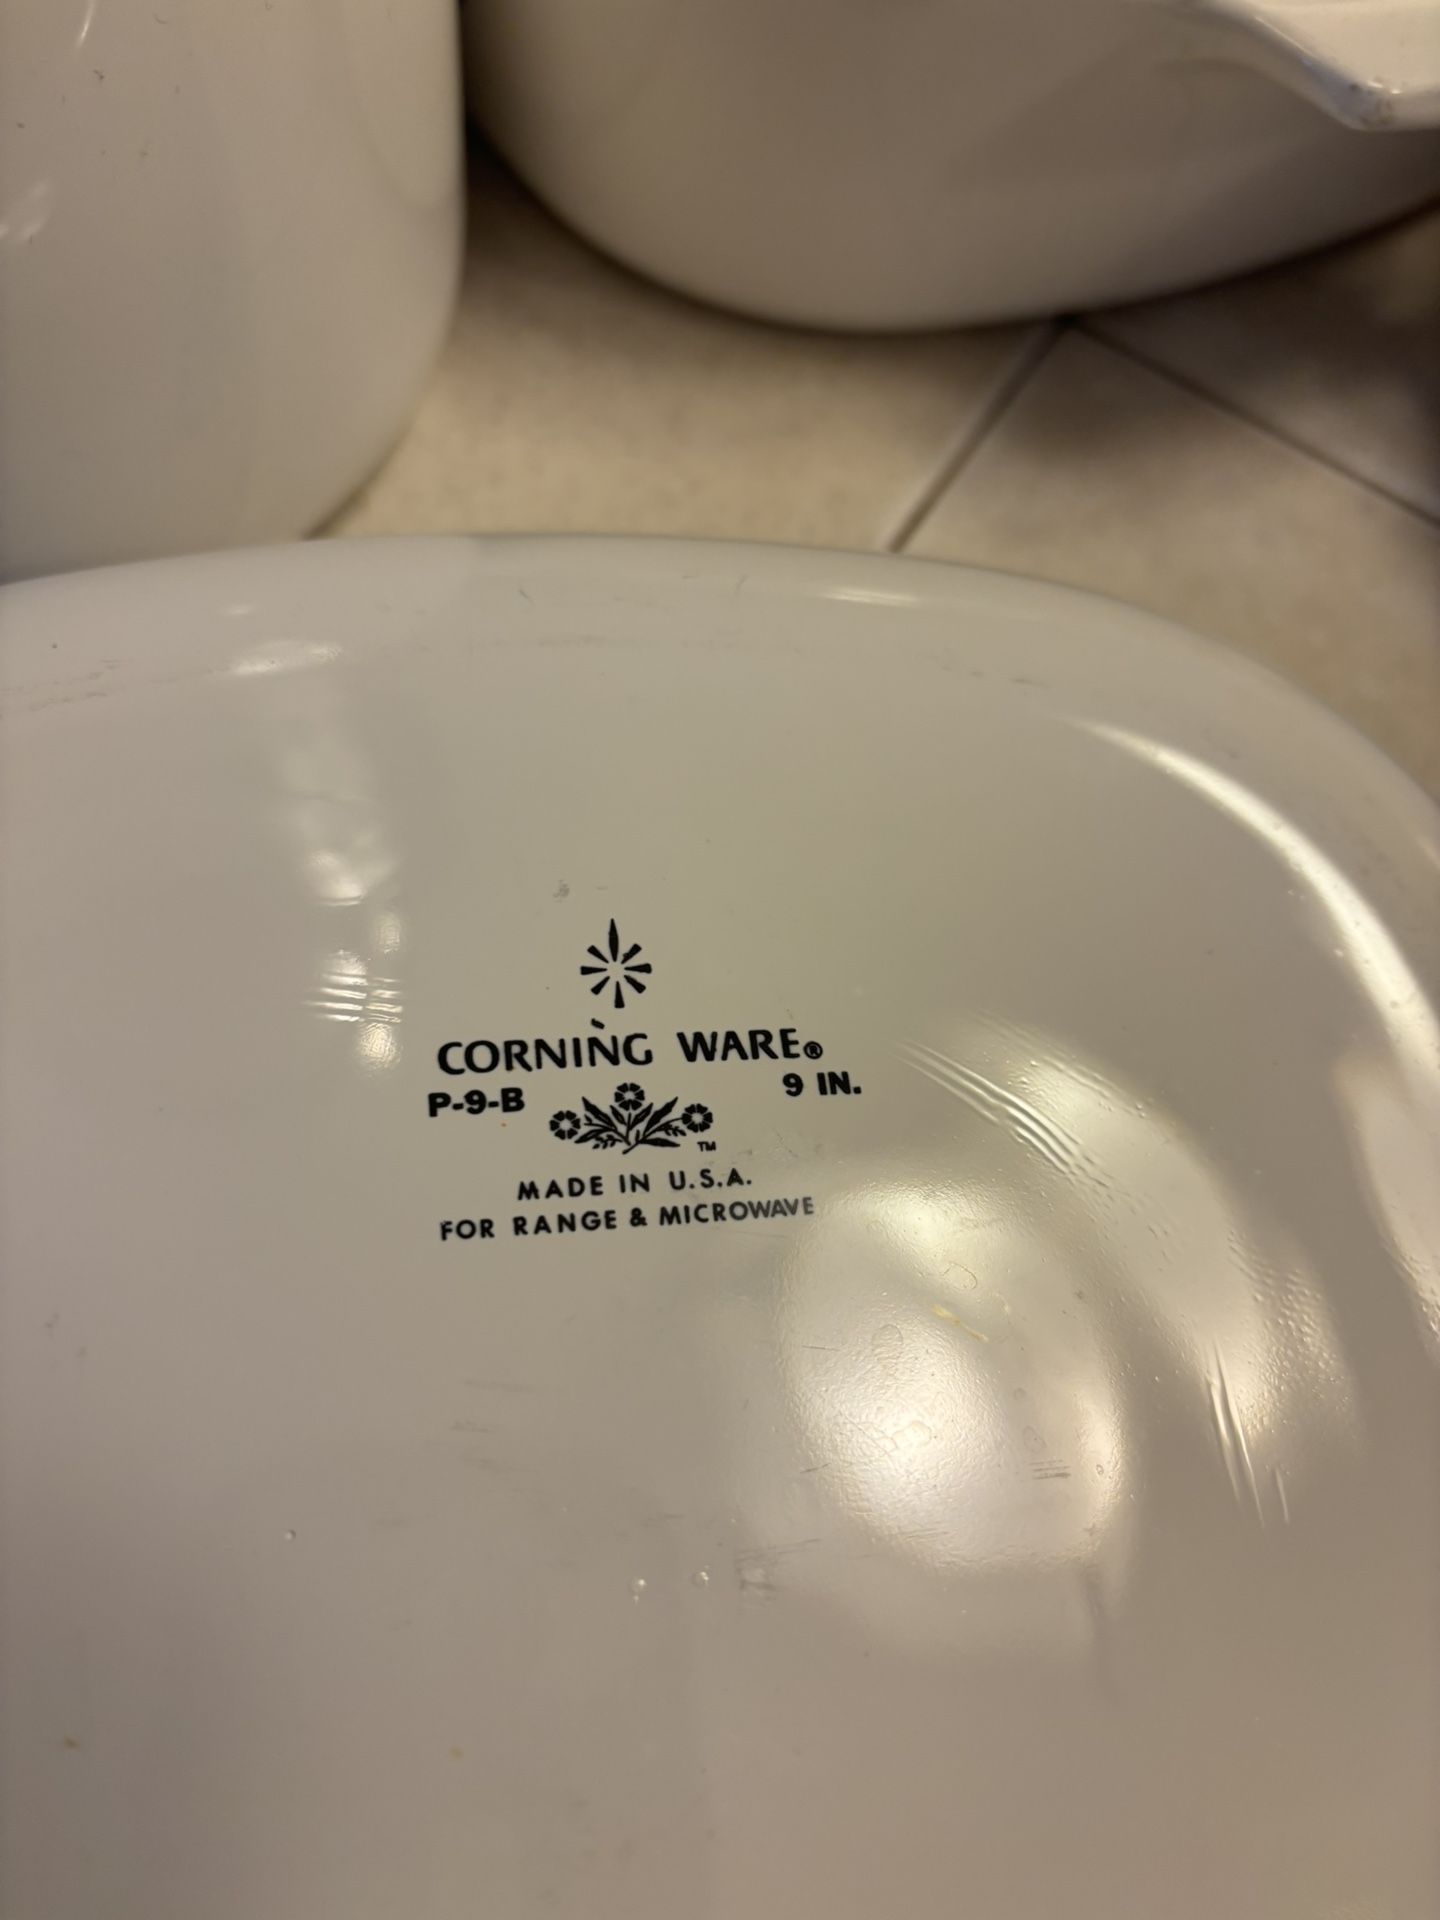 CORNING WARE®
P-9-B 9 IN.
TM
MADE IN U.S.A.
FOR RANGE & MICROWAVE